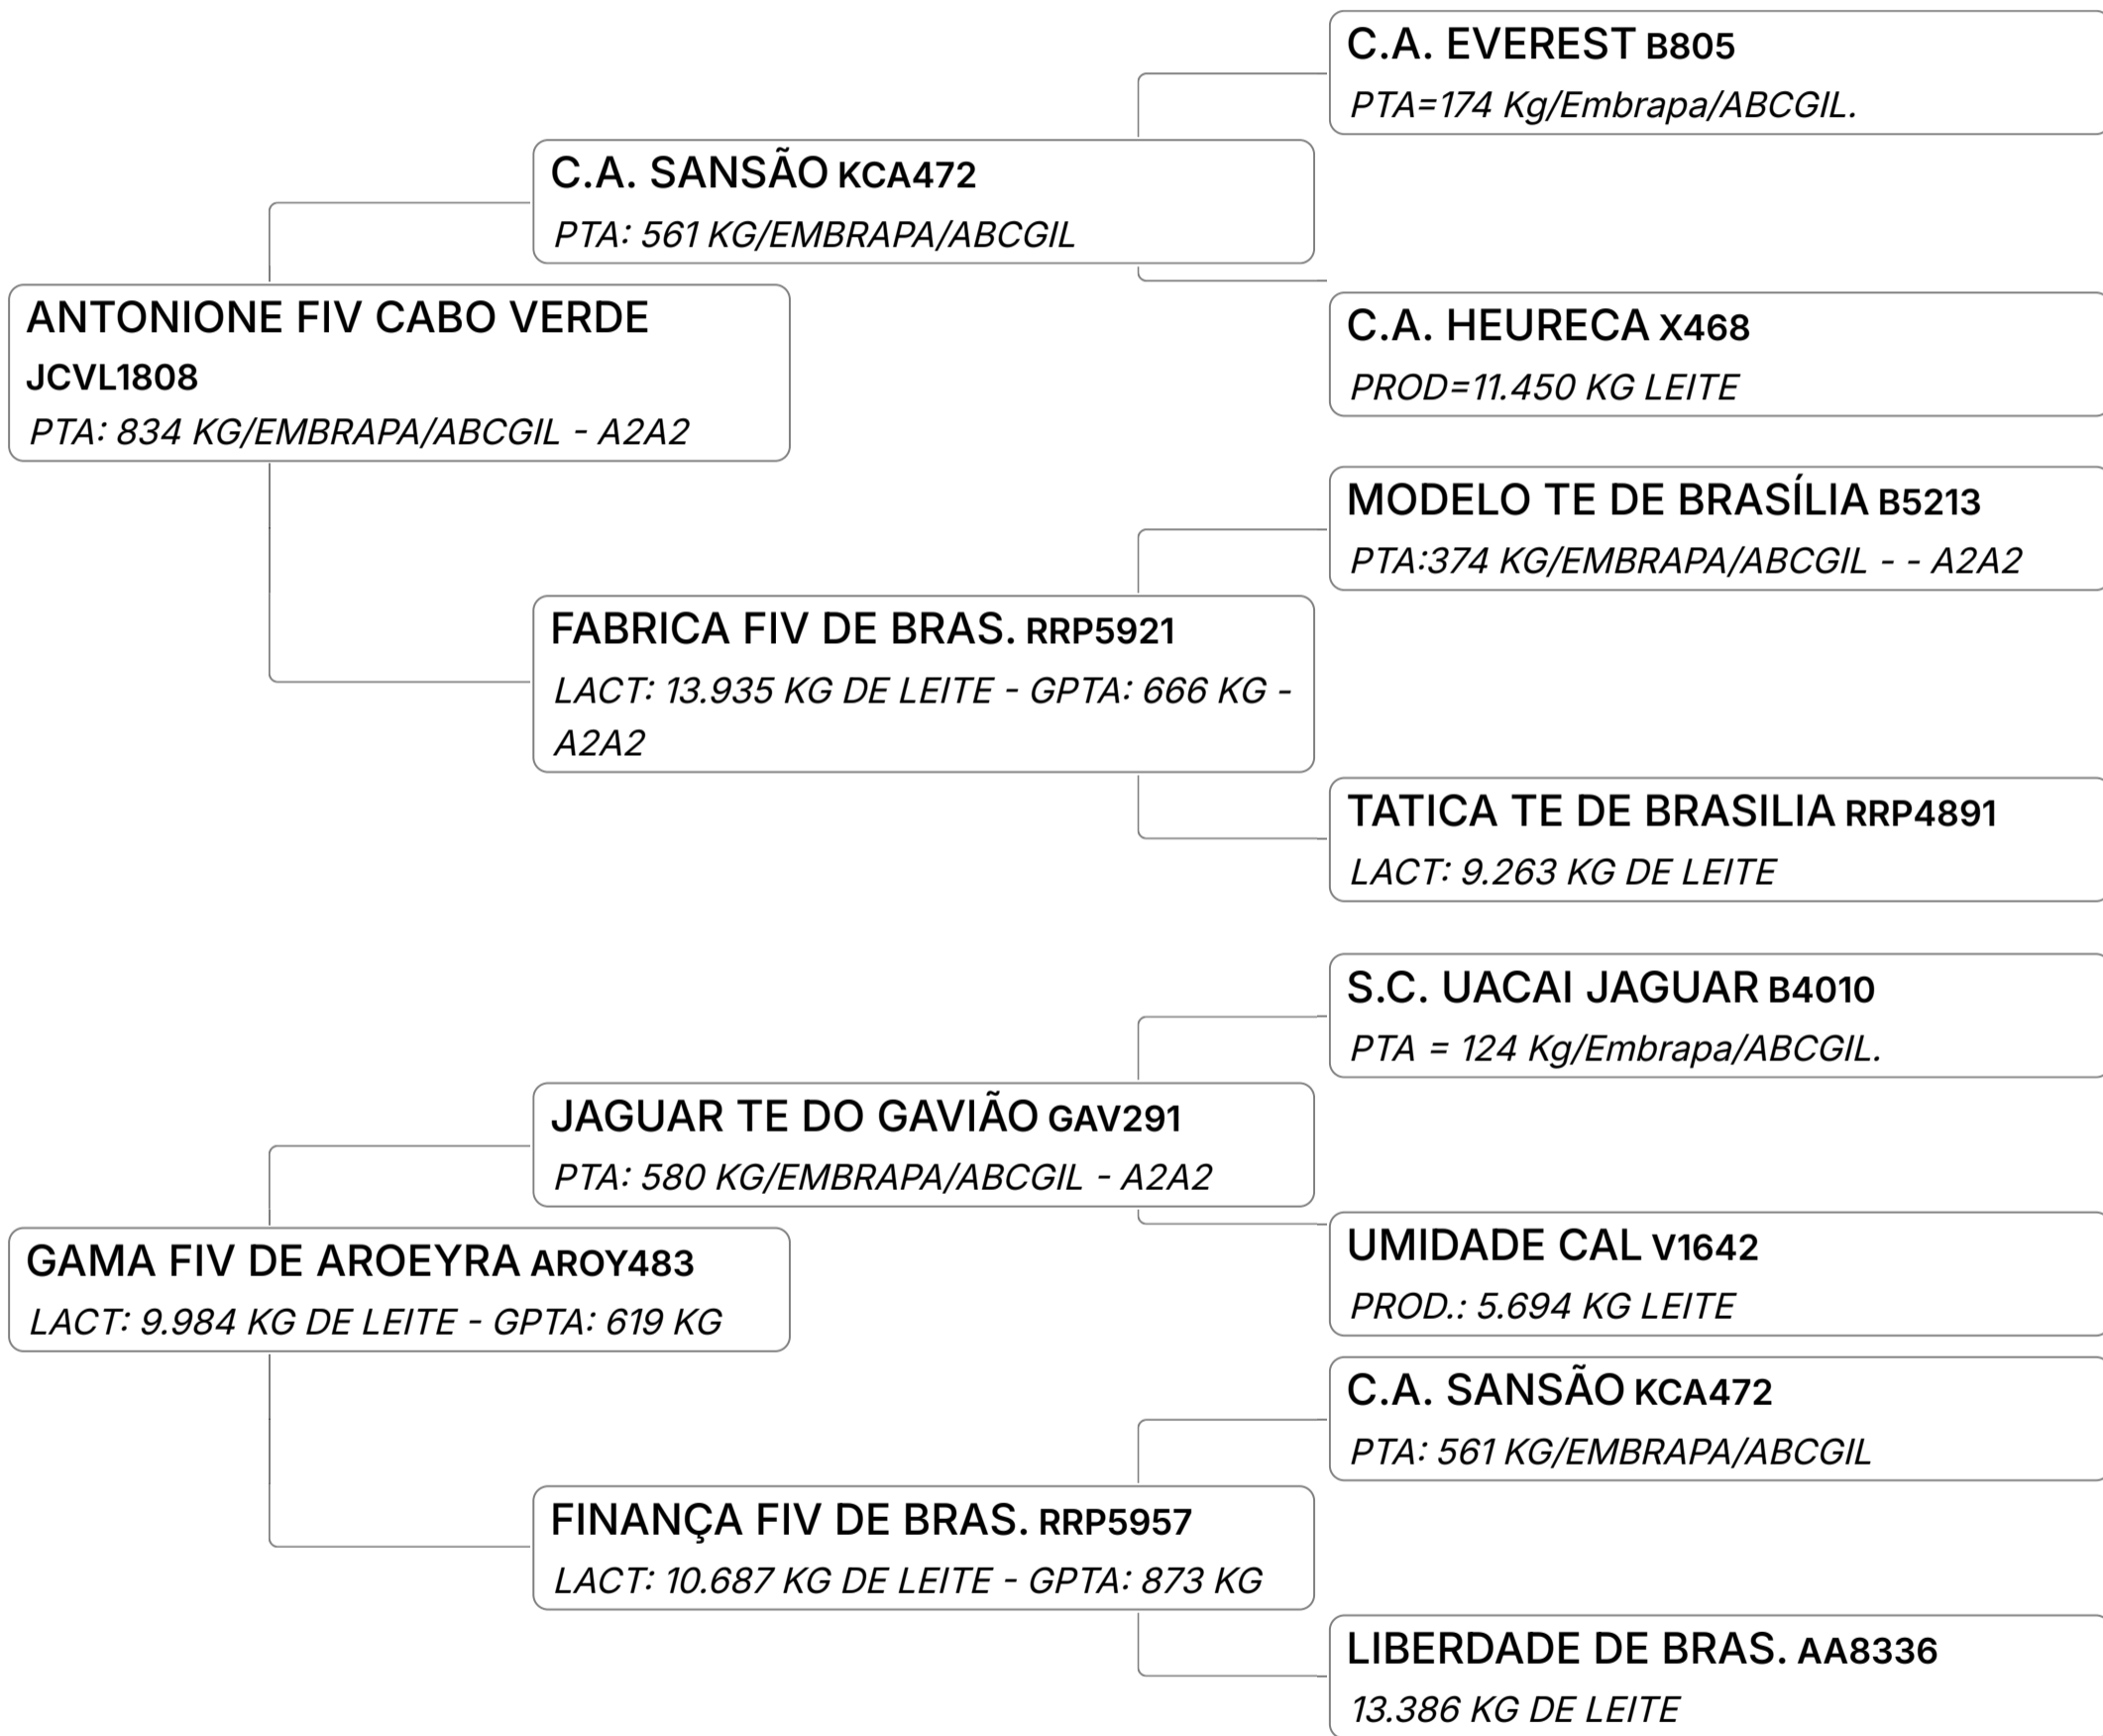 C.A. EVEREST B805
PTA=174 Kg/Embrapa/ABCGIL.
C.A. SANSÃO KCA472
PTA: 561 KG/EMBRAPA/ABCGIL
ANTONIONE FIV CABO VERDE
JCVL1808
PTA: 834 KG/EMBRAPA/ABCGIL - A2A2
C.A. HEURECA X468
PROD=11.450 KG LEITE
MODELO TE DE BRASÍLIA B5213
PTA:374 KG/EMBRAPA/ABCGIL - - A2A2
FABRICA FIV DE BRAS. RRP5921
LACT: 13.935 KG DE LEITE - GPTA: 666 KG -
A2A2
TATICA TE DE BRASILIA RRP4891
LACT: 9.263 KG DE LEITE
S.C. UACAI JAGUAR B4010
PTA = 124 Kg/Embrapa/ABCGIL.
JAGUAR TE DO GAVIÃO GAV291
PTA: 580 KG/EMBRAPA/ABCGIL - A2A2
GAMA FIV DE AROEYRA AROY483
LACT: 9.984 KG DE LEITE - GPTA: 619 KG
UMIDADE CAL V1642
PROD.: 5.694 KG LEITE
C.A. SANSÃO KCA472
PTA: 561 KG/EMBRAPA/ABCGIL
FINANÇA FIV DE BRAS. RRP5957
LACT: 10.687 KG DE LEITE - GPTA: 873 KG
LIBERDADE DE BRAS. AA8336
13.386 KG DE LEITE